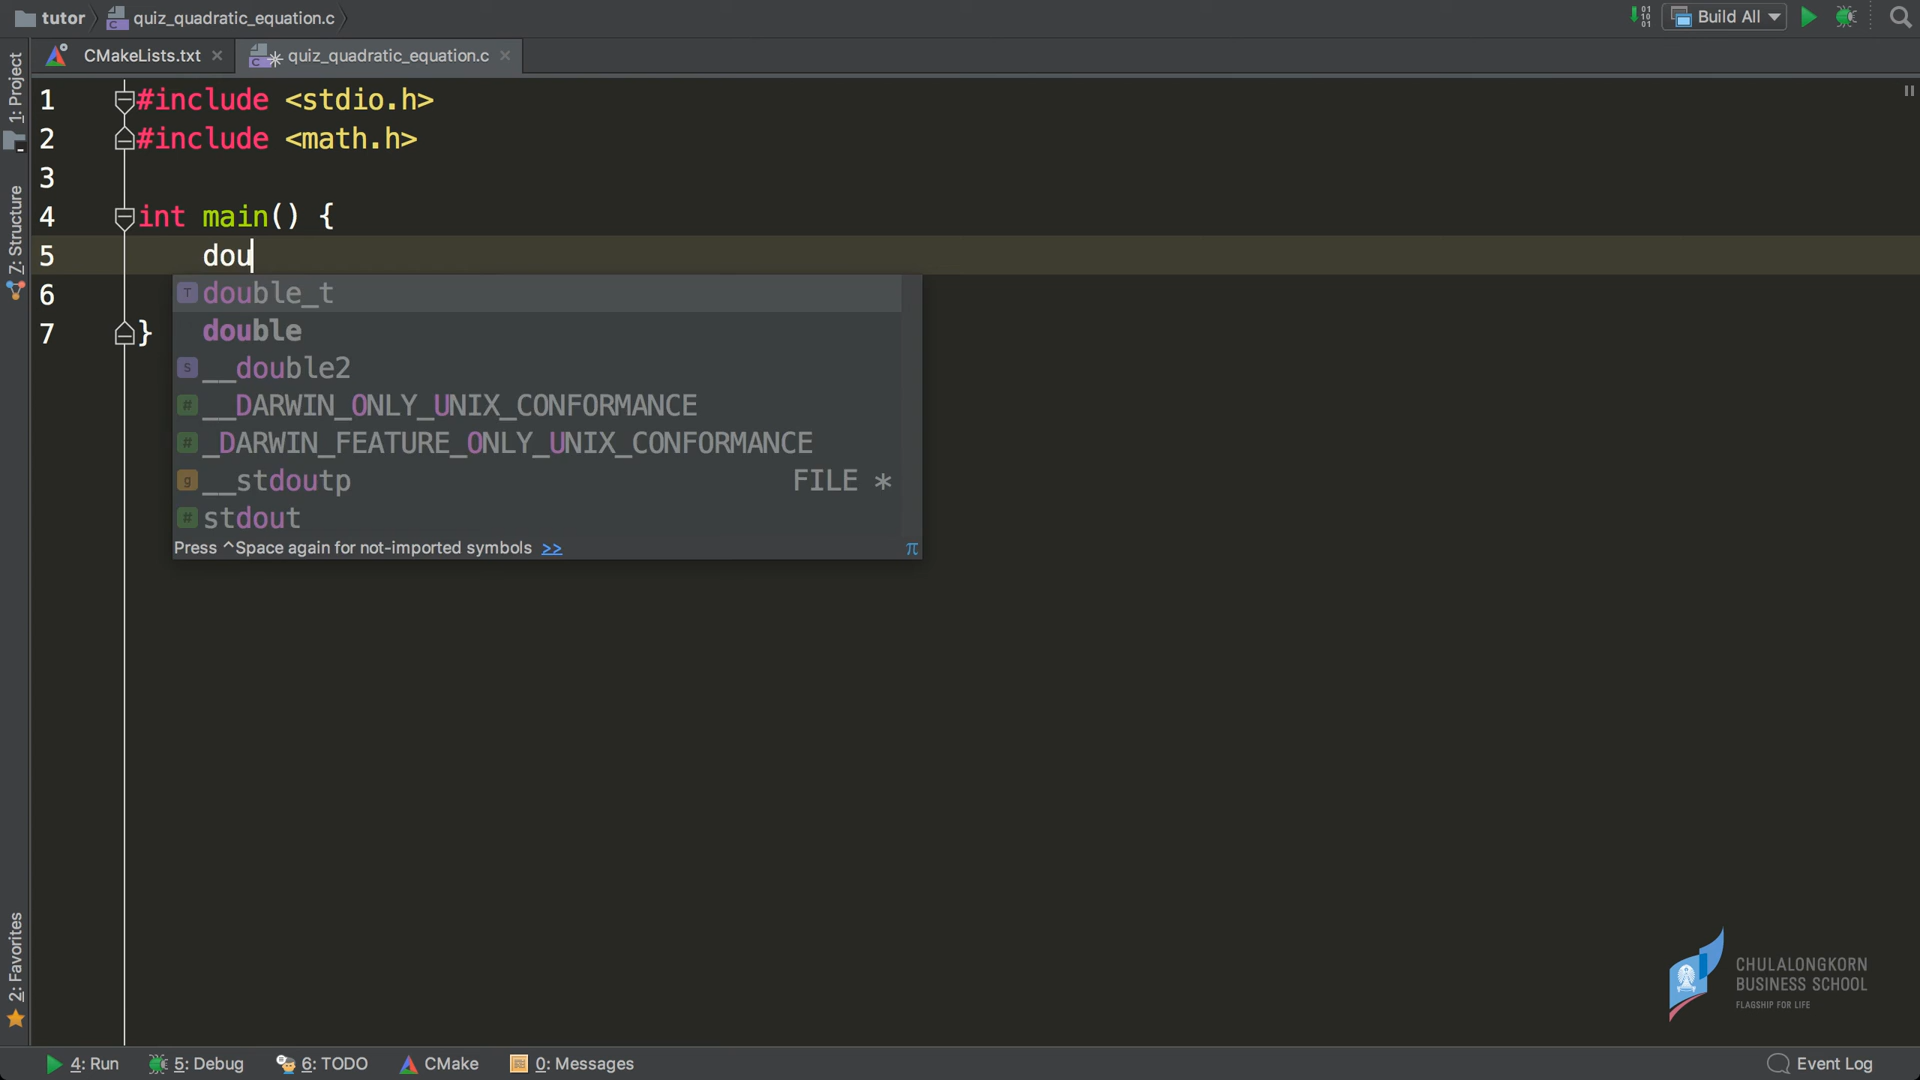 tutor quiz_quadratic_equation.c Build All
CMakeLists.txt quiz_quadratic_equation.c
1: Project
Z: Structure
2: Favorites
1 #include <stdio.h>
2 #include <math.h>
3
4 int main() {
5 dou
6
7 }
double_t
double
__double2
__DARWIN_ONLY_UNIX_CONFORMANCE
_DARWIN_FEATURE_ONLY_UNIX_CONFORMANCE
__stdoutp FILE *
stdout
Press ^Space again for not-imported symbols >> π
CHULALONGKORN
BUSINESS SCHOOL
FLAGSHIP FOR LIFE
4: Run 5: Debug 6: TODO CMake 0: Messages Event Log